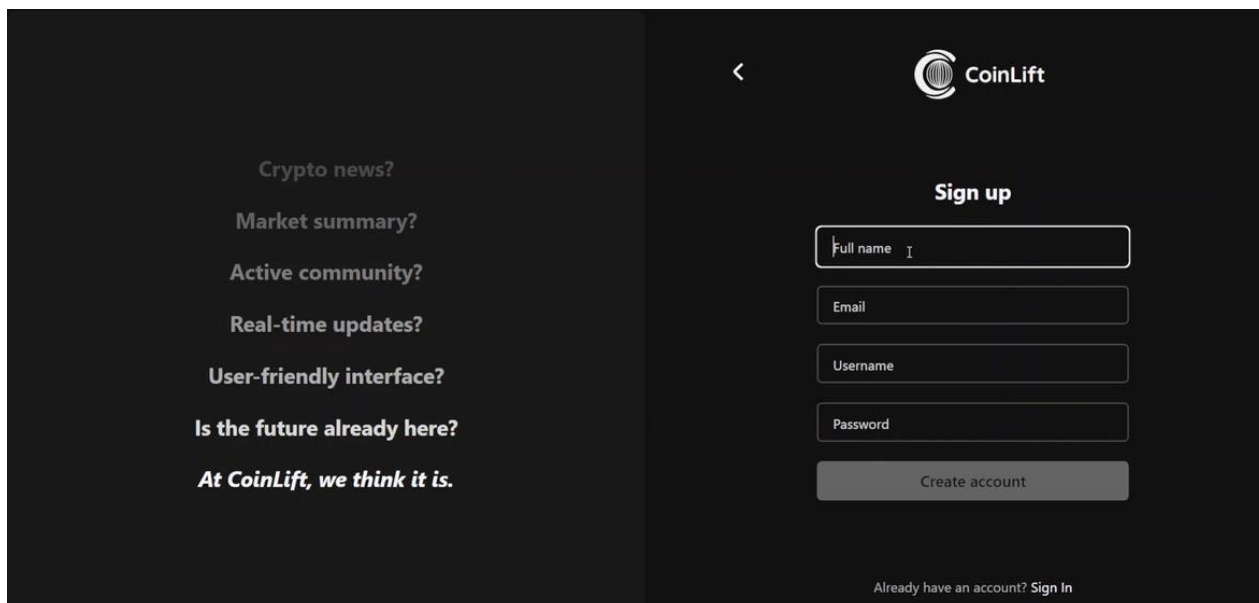 Crypto news?
Market summary?
Active community?
Real-time updates?
User-friendly interface?
Is the future already here?
At CoinLift, we think it is.
CoinLift
Sign up
Full name
Email
Username
Password
Create account
Already have an account? Sign In